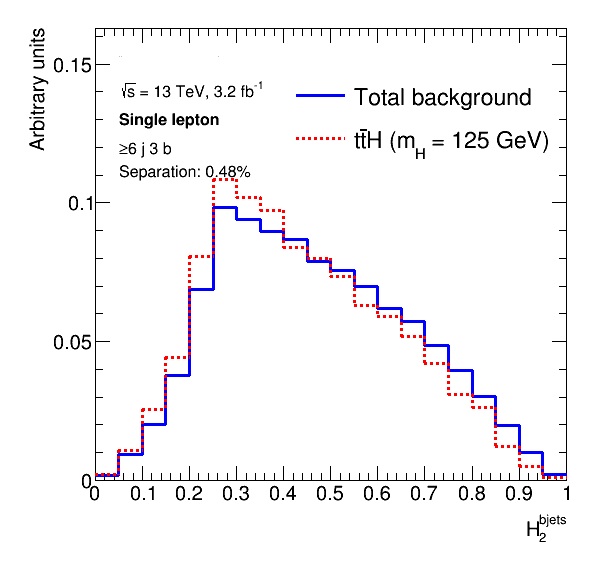 Arbitrary units
0.15
√s = 13 TeV, 3.2 fb⁻¹
Total background
Single lepton
tt̄H (m_H = 125 GeV)
≥6 j 3 b
Separation: 0.48%
0.1
0.05
0
0 0.1 0.2 0.3 0.4 0.5 0.6 0.7 0.8 0.9 1
H₂^bjets